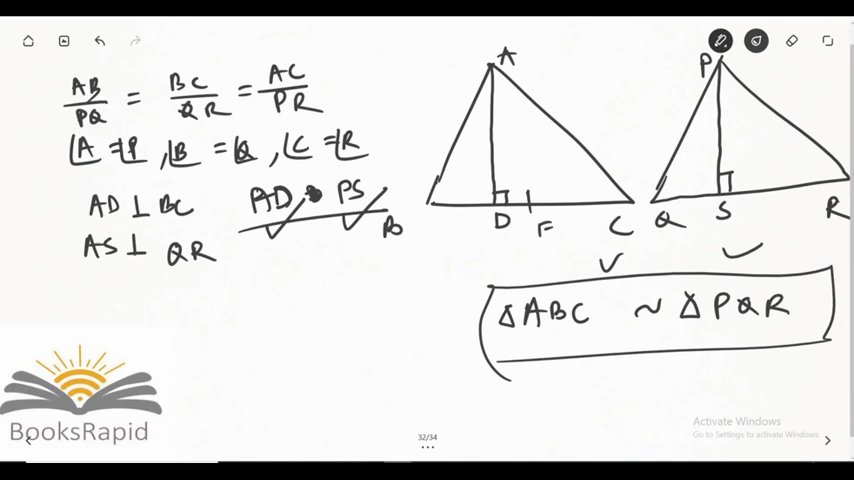 AB/PQ = BC/QR = AC/PR
∠A = ∠P, ∠B = ∠Q, ∠C = ∠R
AD ⊥ BC AD PS
AS ⊥ QR
A
D F C
P
Q S R
ΔABC ~ ΔPQR
BooksRapid
32/34
Activate Windows
Go to Settings to activate Windows.